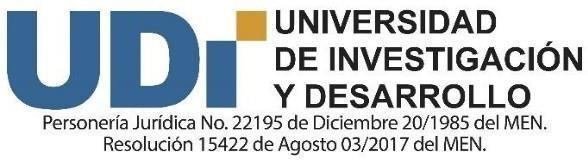 UDi UNIVERSIDAD
DE INVESTIGACIÓN
Y DESARROLLO
Personería Jurídica No. 22195 de Diciembre 20/1985 del MEN.
Resolución 15422 de Agosto 03/2017 del MEN.